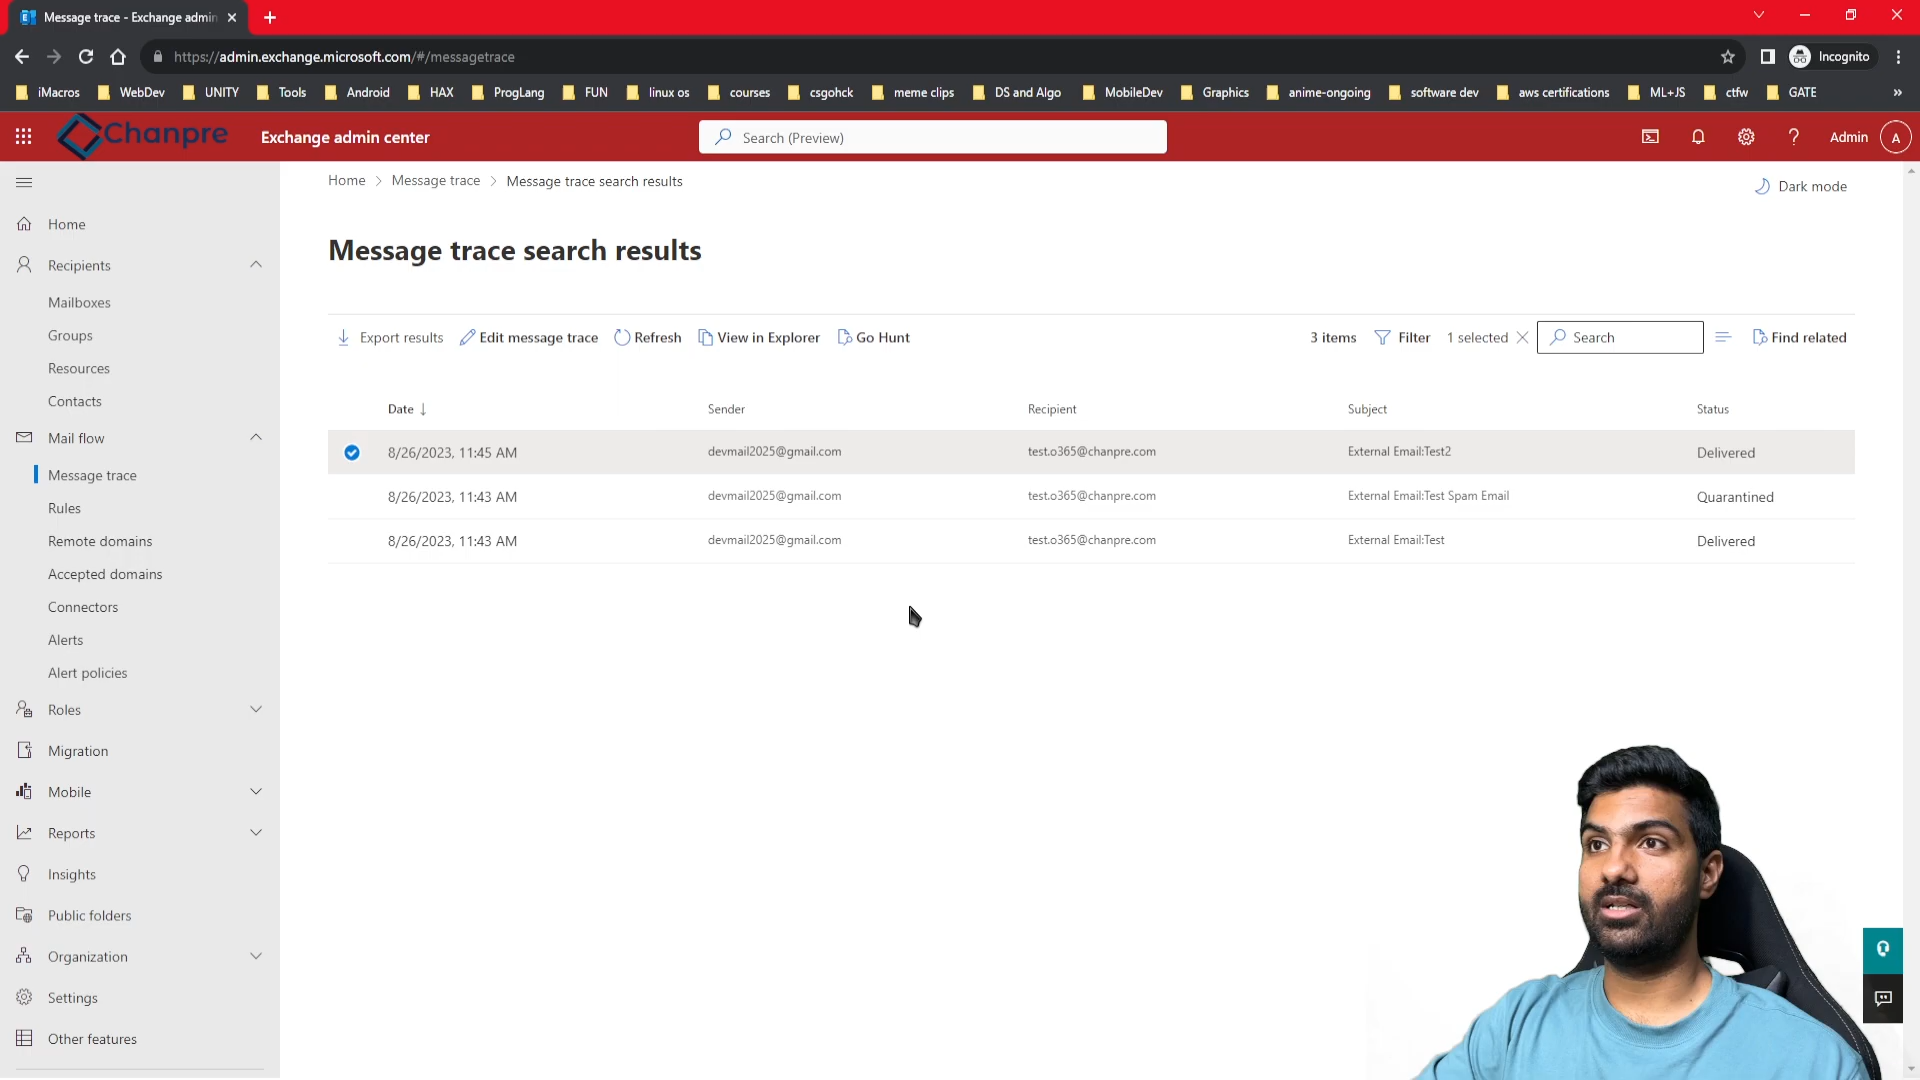 Message trace - Exchange admin
https://admin.exchange.microsoft.com/#/messagetrace
Incognito
iMacros WebDev UNITY Tools Android HAX ProgLang FUN linux os courses csgohck meme clips DS and Algo MobileDev Graphics anime-ongoing software dev aws certifications ML+JS ctfw GATE »
Chanpre Exchange admin center Search (Preview) Admin A
Home > Message trace > Message trace search results
Dark mode
Message trace search results
Export results Edit message trace Refresh View in Explorer Go Hunt 3 items Filter 1 selected Search Find related
Date ↓ Sender Recipient Subject Status
8/26/2023, 11:45 AM devmail2025@gmail.com test.o365@chanpre.com External Email:Test2 Delivered
8/26/2023, 11:43 AM devmail2025@gmail.com test.o365@chanpre.com External Email:Test Spam Email Quarantined
8/26/2023, 11:43 AM devmail2025@gmail.com test.o365@chanpre.com External Email:Test Delivered
Home
Recipients
Mailboxes
Groups
Resources
Contacts
Mail flow
Message trace
Rules
Remote domains
Accepted domains
Connectors
Alerts
Alert policies
Roles
Migration
Mobile
Reports
Insights
Public folders
Organization
Settings
Other features